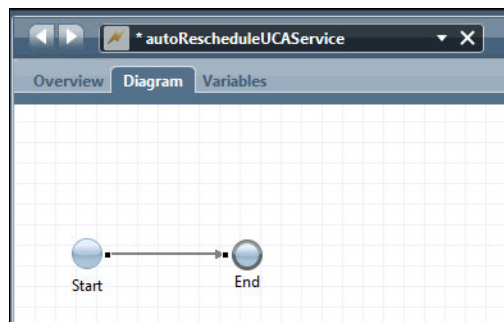 * autoRescheduleUCAService
Overview Diagram Variables
Start End